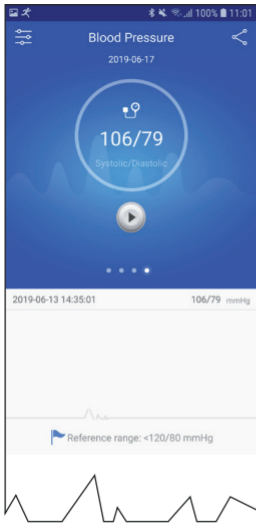 100% 11:01
Blood Pressure
2019-06-17
106/79
Systolic/Diastolic
2019-06-13 14:35:01 106/79 mmHg
Reference range: <120/80 mmHg